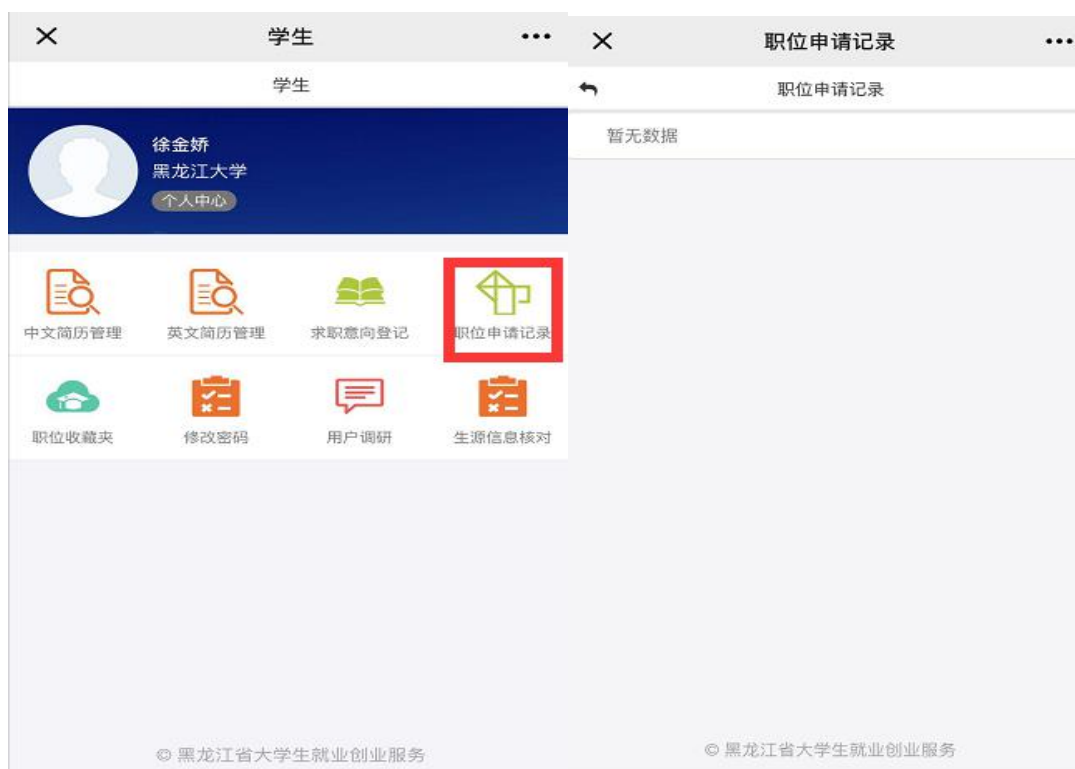 学生
学生
徐金娇
黑龙江大学
个人中心
中文简历管理
英文简历管理
求职意向登记
职位申请记录
职位收藏夹
修改密码
用户调研
生源信息核对
© 黑龙江省大学生就业创业服务
职位申请记录
职位申请记录
暂无数据
© 黑龙江省大学生就业创业服务